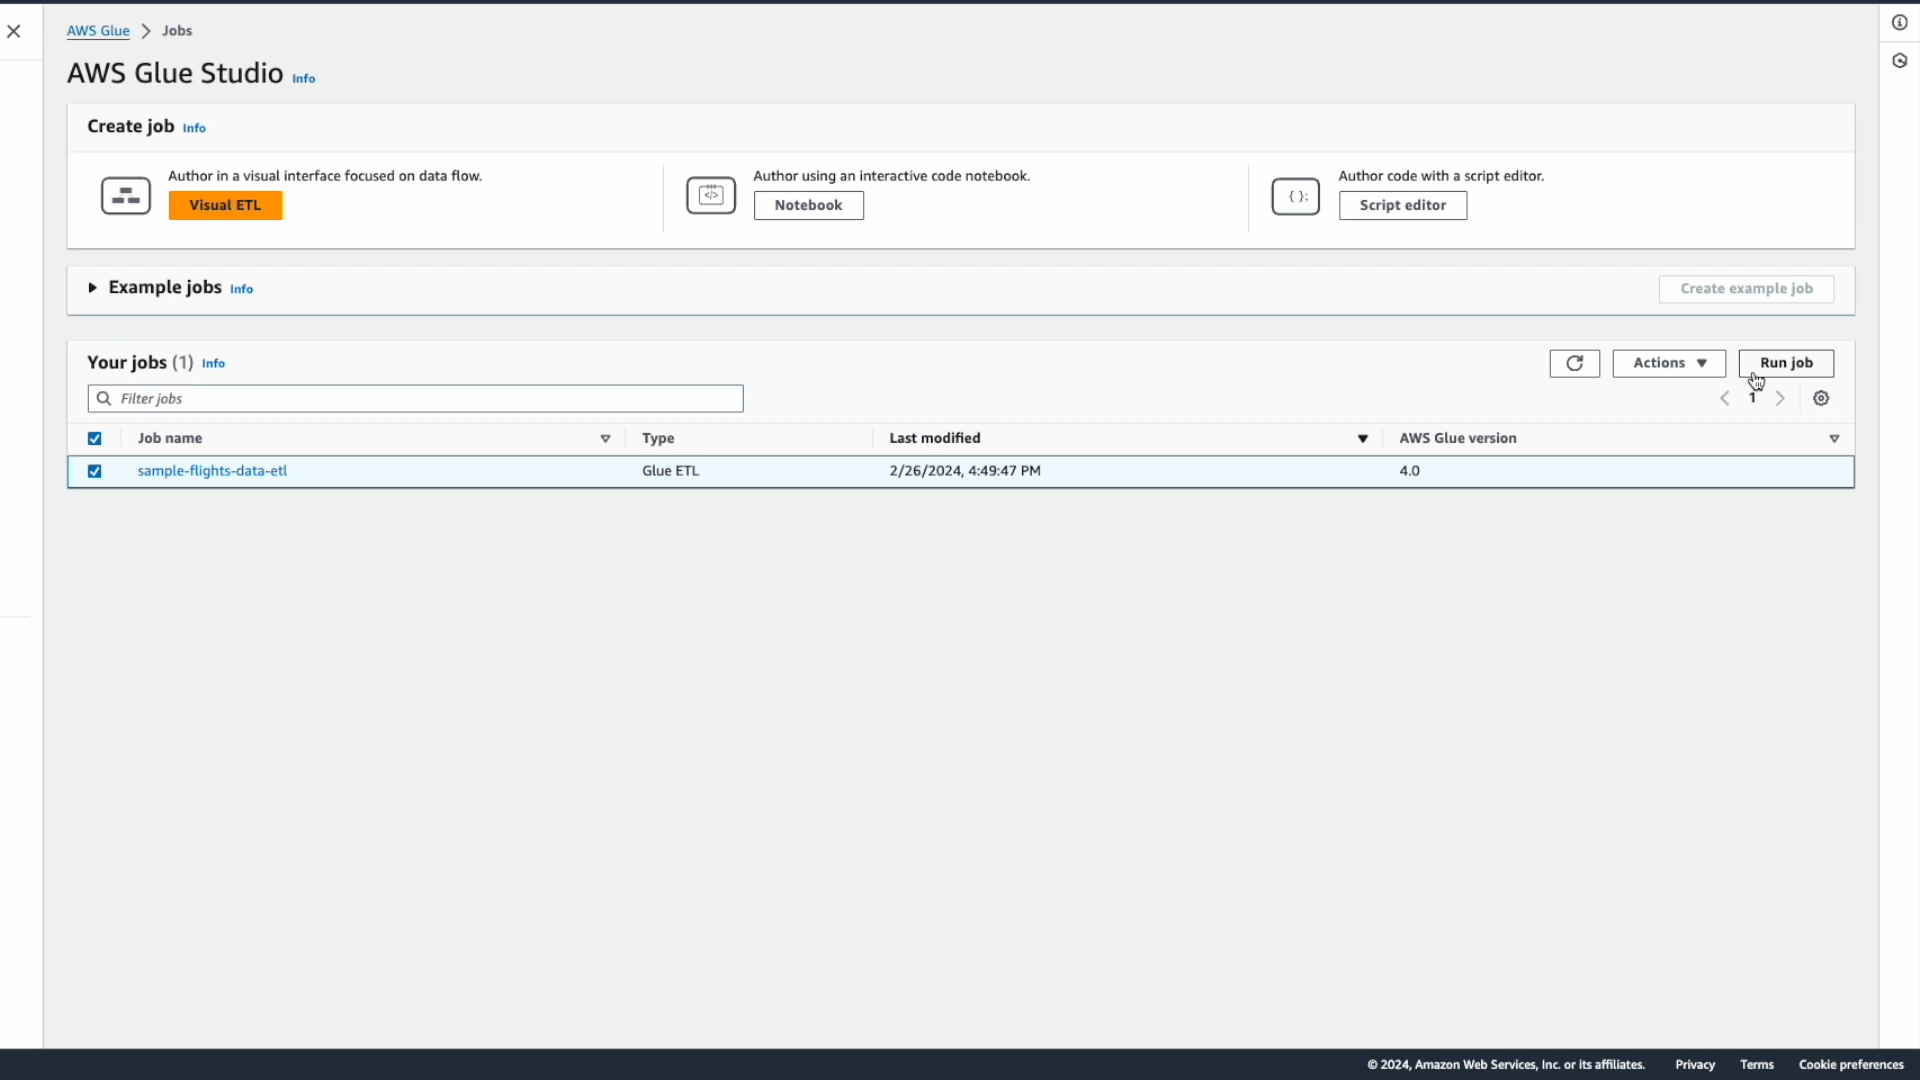 AWS Glue > Jobs
AWS Glue Studio Info
Create job Info
Author in a visual interface focused on data flow.
Visual ETL
Author using an interactive code notebook.
Notebook
Author code with a script editor.
Script editor
Example jobs Info
Create example job
Your jobs (1) Info
Actions
Run job
Filter jobs
1
Job name Type Last modified AWS Glue version
sample-flights-data-etl Glue ETL 2/26/2024, 4:49:47 PM 4.0
© 2024, Amazon Web Services, Inc. or its affiliates. Privacy Terms Cookie preferences